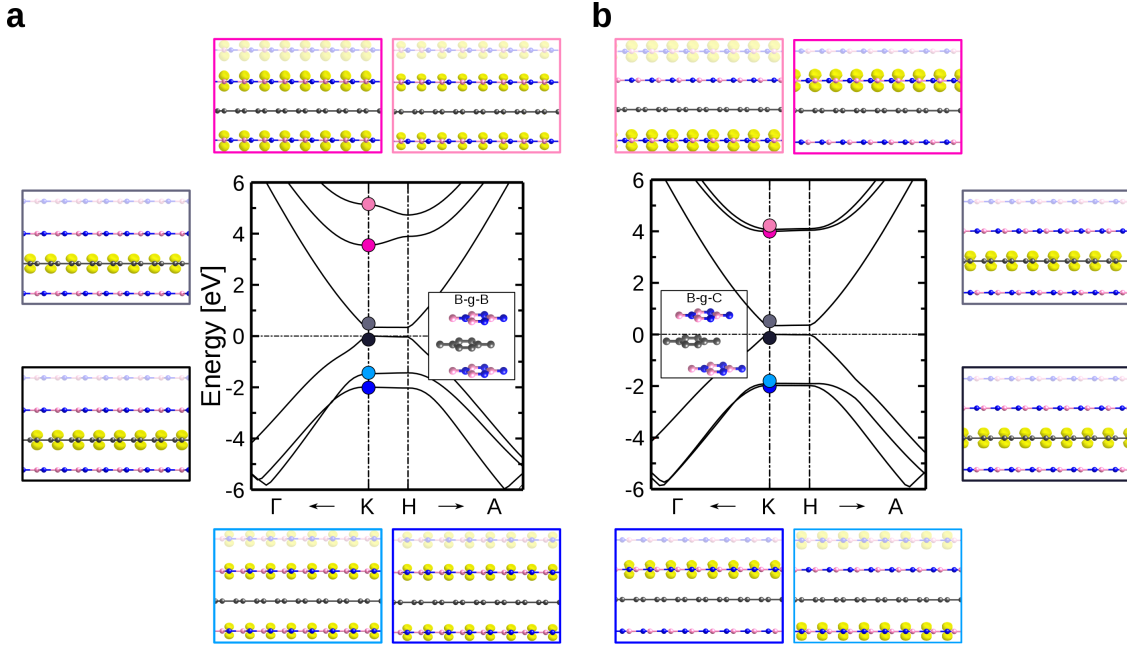 a
b
6
4
2
0
-2
-4
-6
Energy [eV]
B-g-B
Γ ← K H → A
6
4
2
0
-2
-4
-6
B-g-C
Γ ← K H → A